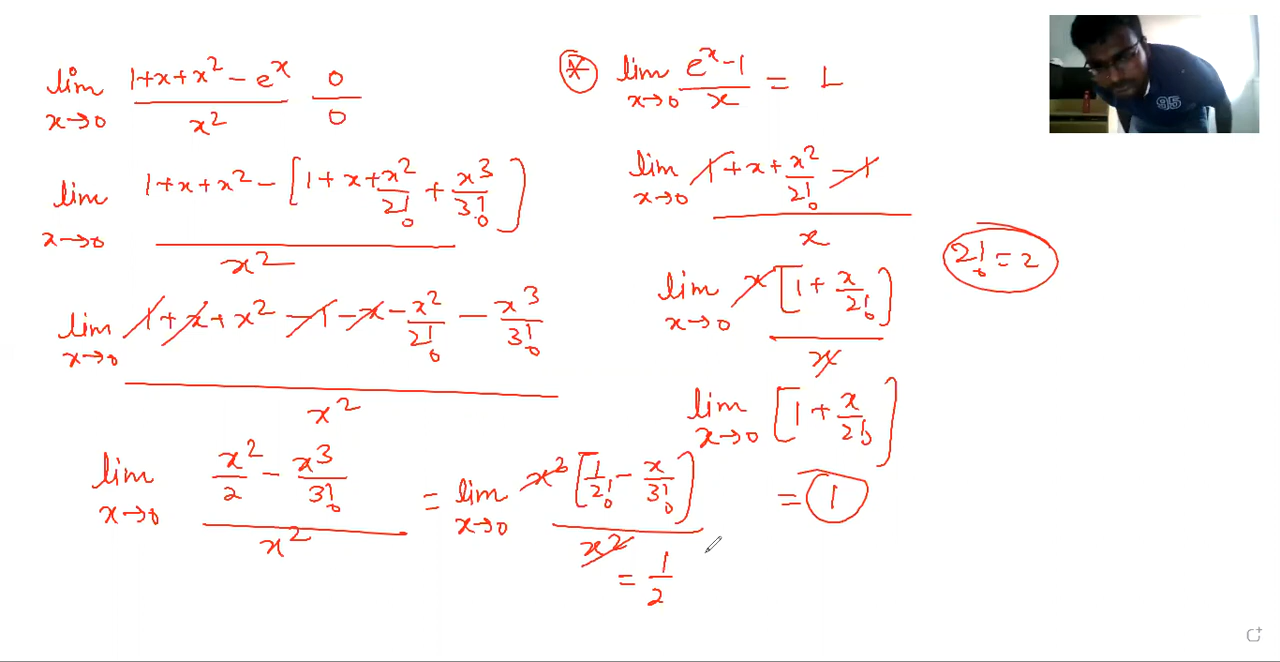 lim x→0 (1+x+x² - eˣ)/x² 0/0
lim x→0 (1+x+x² - [1+x+x²/2! + x³/3!])/x²
lim x→0 (1+x+x² -1 -x - x²/2! - x³/3!)/x²
lim x→0 (x²/2 - x³/3!)/x² = lim x→0 x²[1/2! - x/3!]/x²
= 1/2
* lim x→0 (eˣ-1)/x = 1
lim x→0 (1+x+x²/2! -1)/x
lim x→0 x[1+x/2!]/x
lim x→0 [1+x/2!]
= 1
2! = 2
95